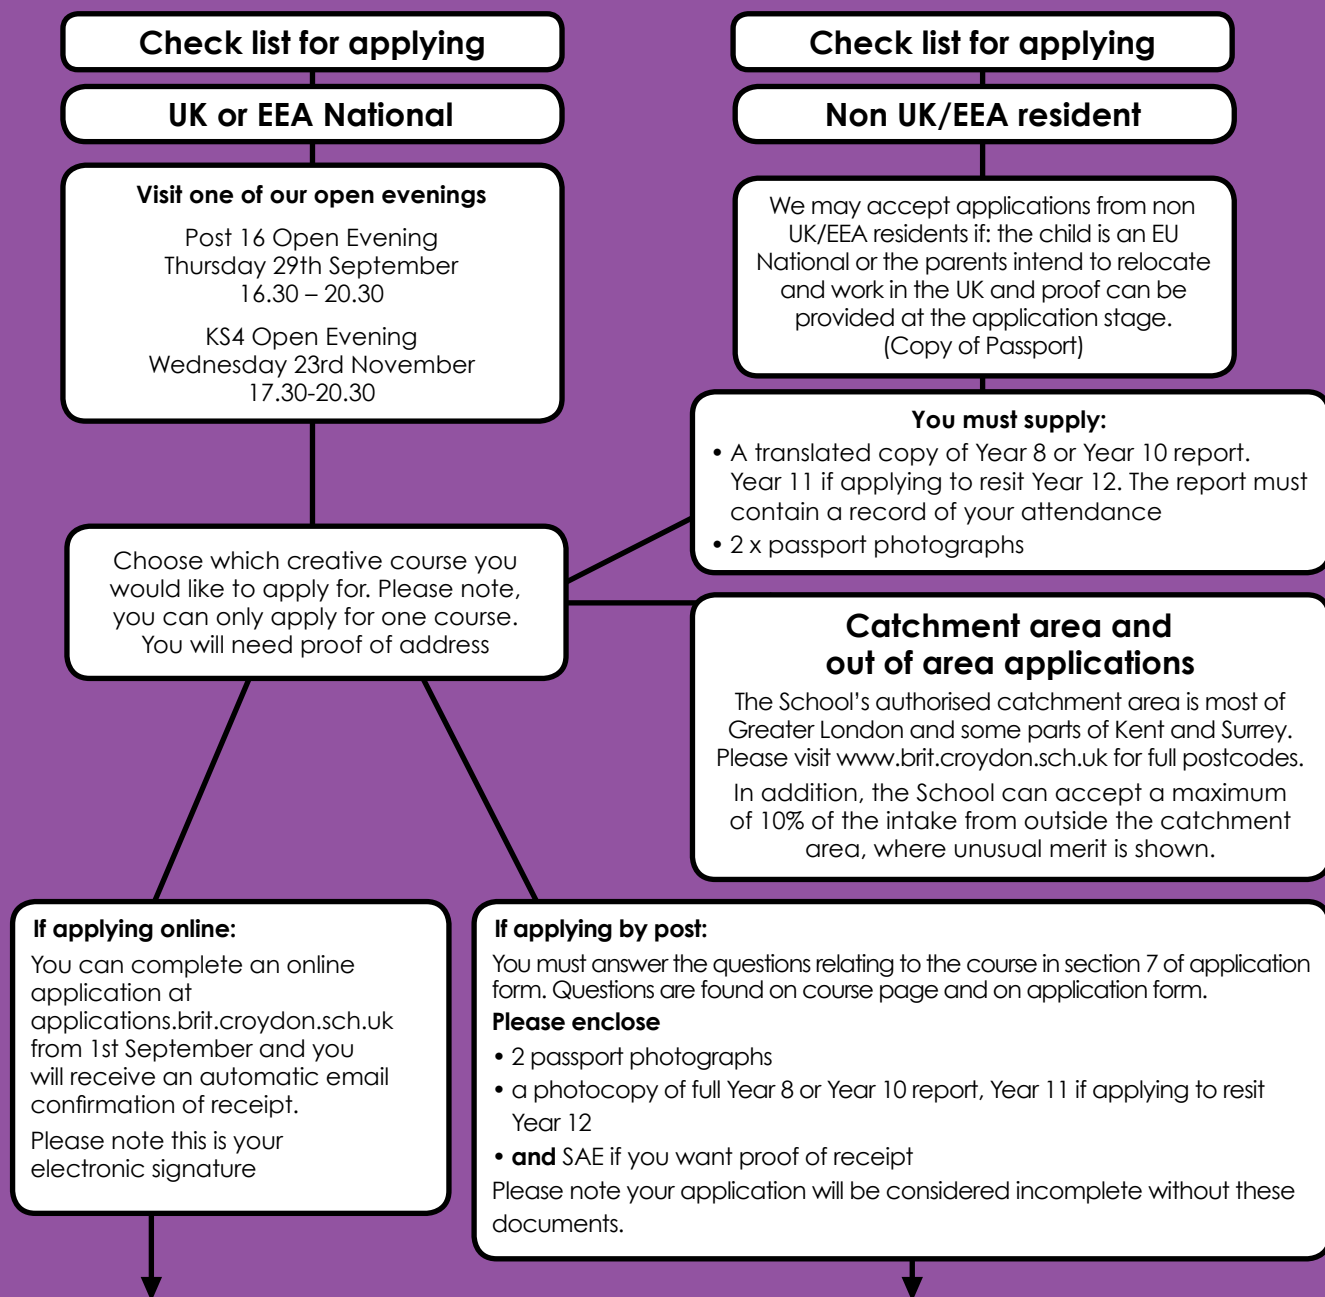 Check list for applying
UK or EEA National
Visit one of our open evenings
Post 16 Open Evening
Thursday 29th September
16.30 – 20.30
KS4 Open Evening
Wednesday 23rd November
17.30-20.30
Check list for applying
Non UK/EEA resident
We may accept applications from non
UK/EEA residents if: the child is an EU
National or the parents intend to relocate
and work in the UK and proof can be
provided at the application stage.
(Copy of Passport)
You must supply:
• A translated copy of Year 8 or Year 10 report.
Year 11 if applying to resit Year 12. The report must
contain a record of your attendance
• 2 x passport photographs
Choose which creative course you
would like to apply for. Please note,
you can only apply for one course.
You will need proof of address
Catchment area and
out of area applications
The School’s authorised catchment area is most of
Greater London and some parts of Kent and Surrey.
Please visit www.brit.croydon.sch.uk for full postcodes.
In addition, the School can accept a maximum
of 10% of the intake from outside the catchment
area, where unusual merit is shown.
If applying online:
You can complete an online
application at
applications.brit.croydon.sch.uk
from 1st September and you
will receive an automatic email
confirmation of receipt.
Please note this is your
electronic signature
If applying by post:
You must answer the questions relating to the course in section 7 of application
form. Questions are found on course page and on application form.
Please enclose
• 2 passport photographs
• a photocopy of full Year 8 or Year 10 report, Year 11 if applying to resit
Year 12
• and SAE if you want proof of receipt
Please note your application will be considered incomplete without these
documents.